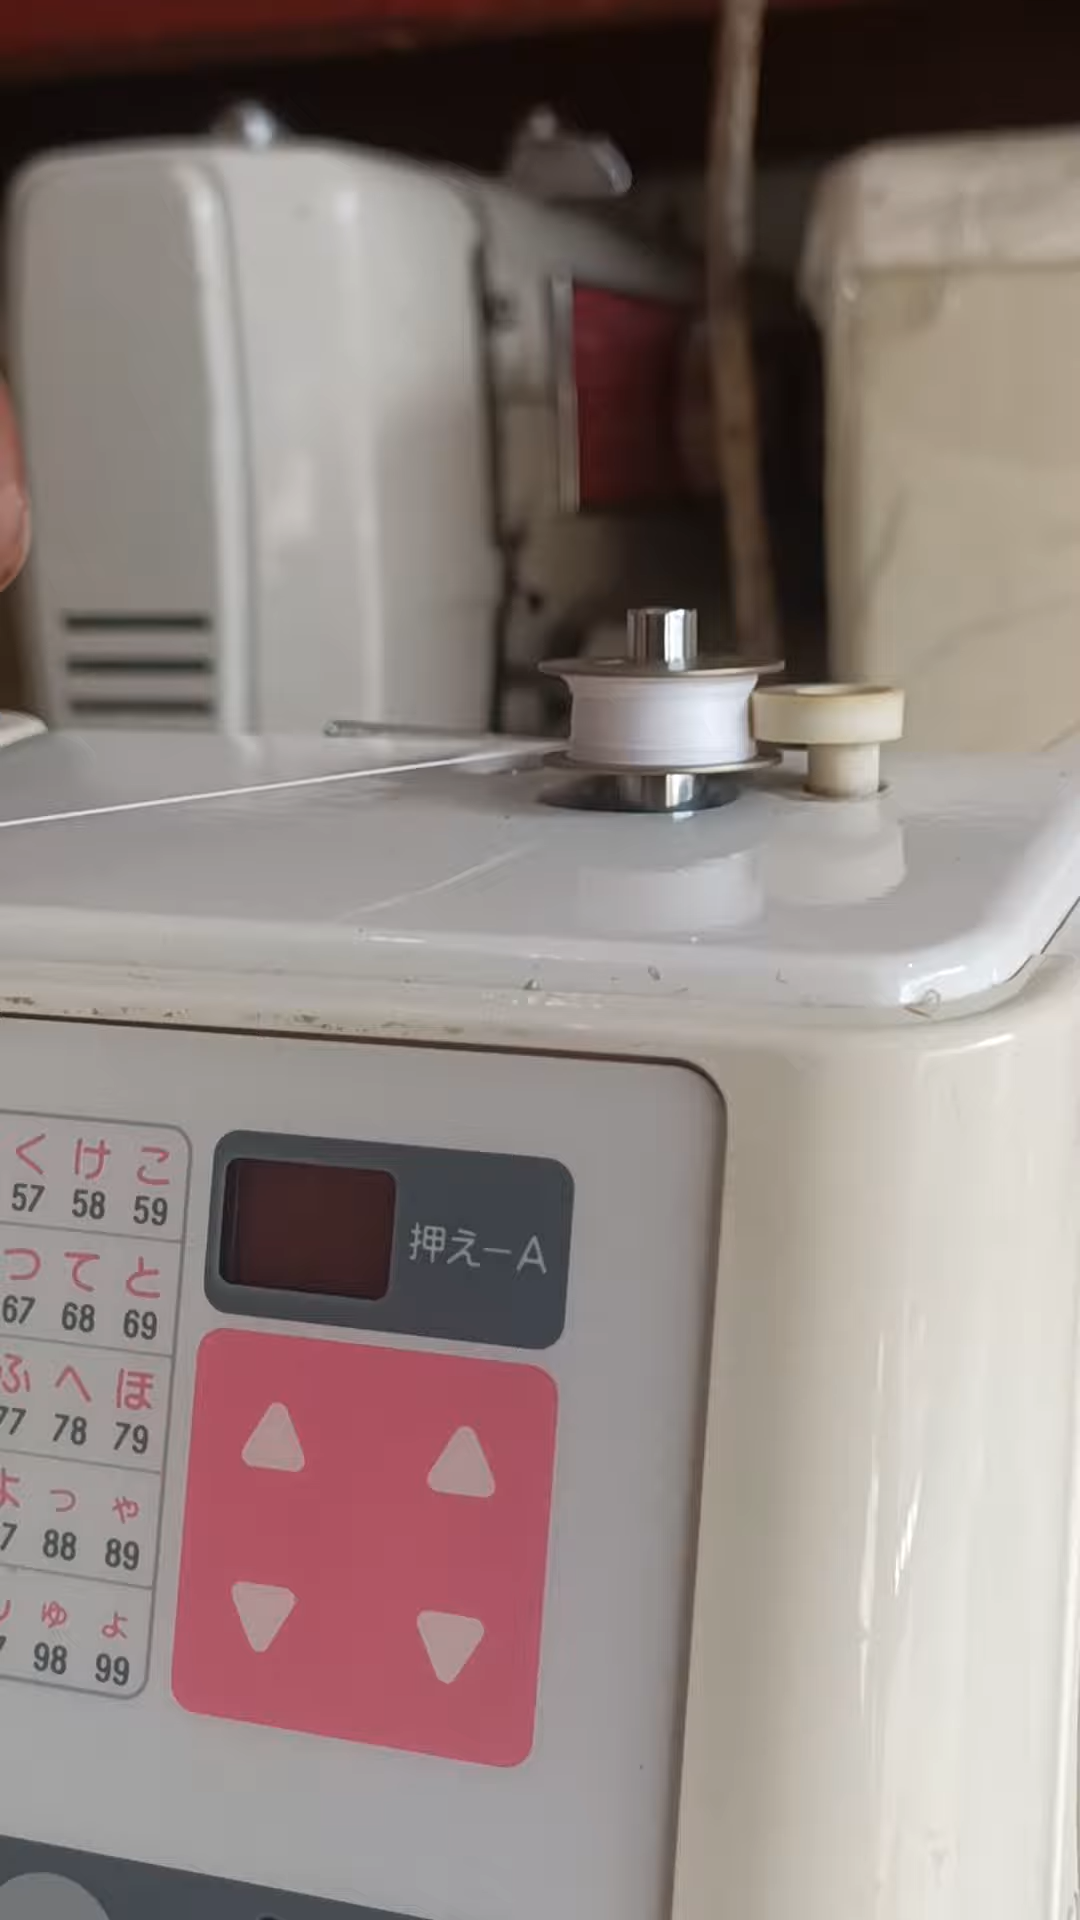 く け こ
57 58 59
つ て と
67 68 69
ふ へ ほ
77 78 79
よ っ ゃ
88 89
ゅ ょ
98 99
押えーA